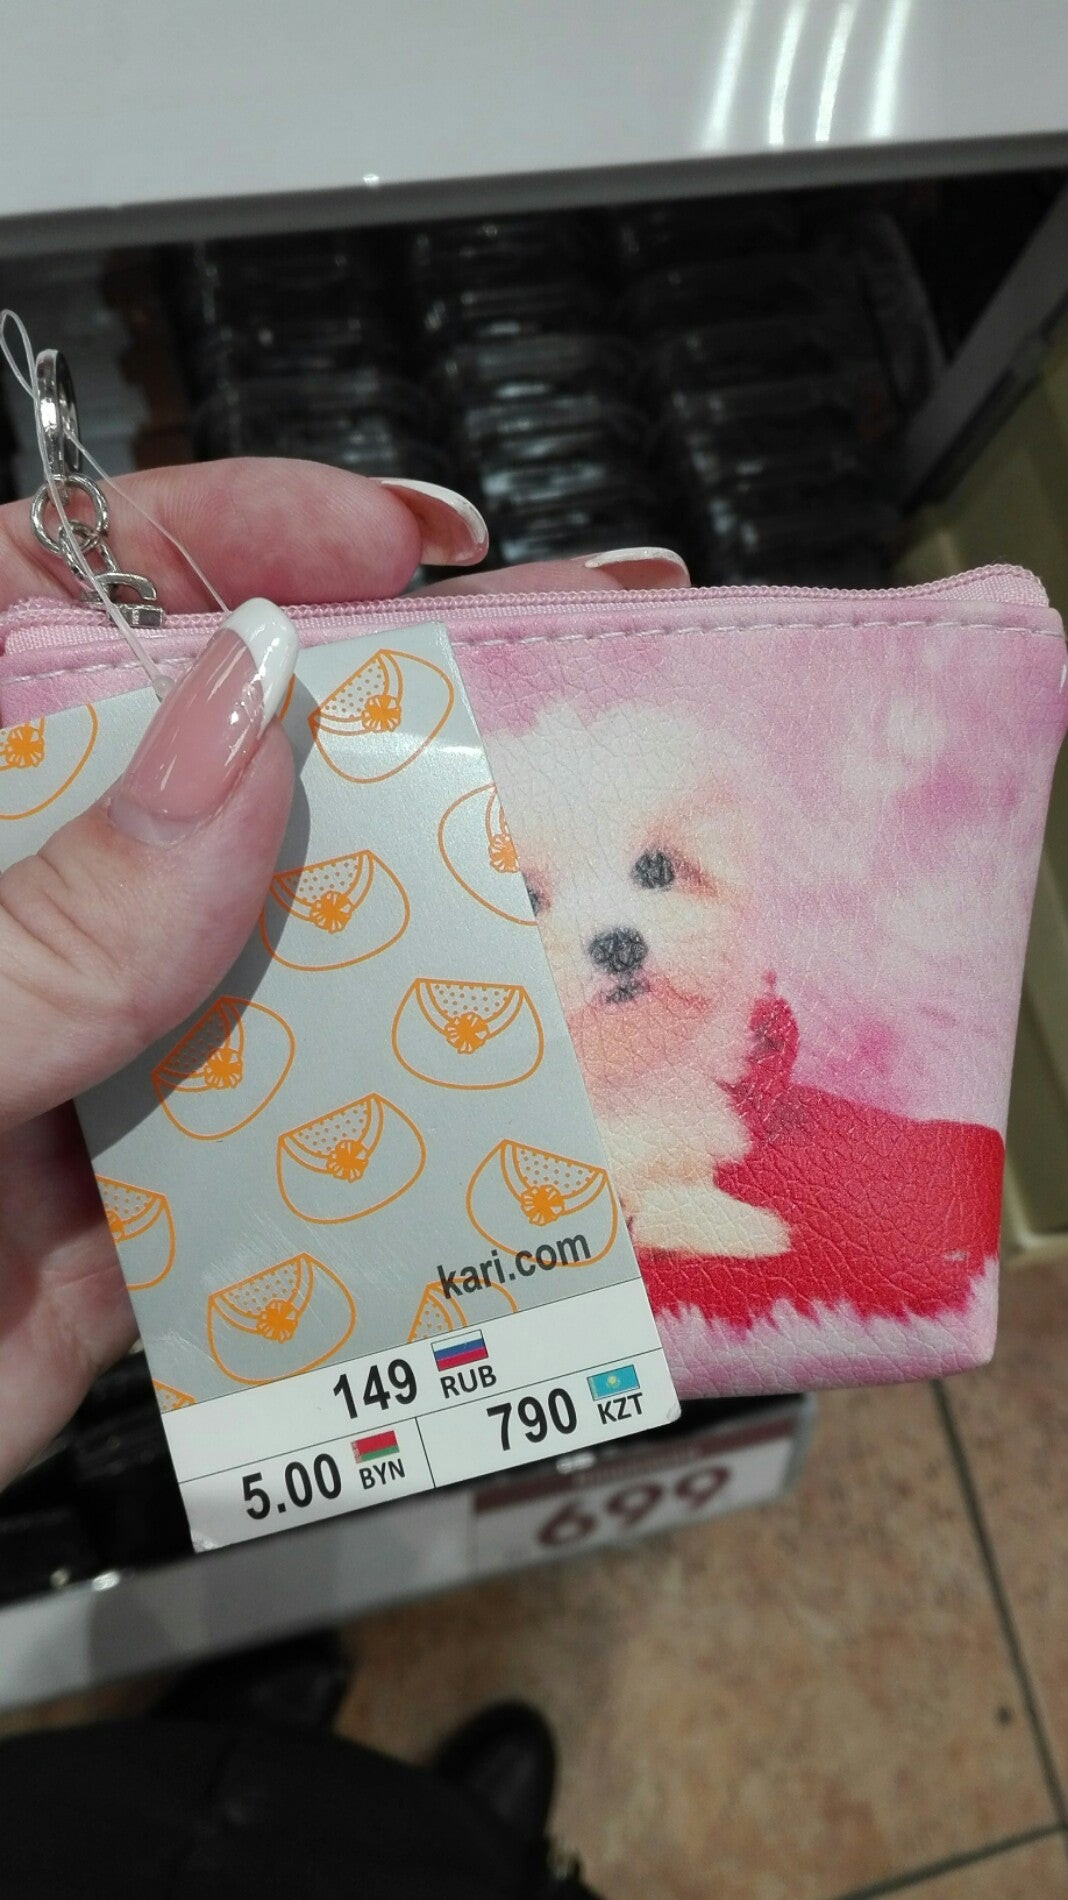 kari.com
149 RUB
5.00 BYN
790 KZT
699